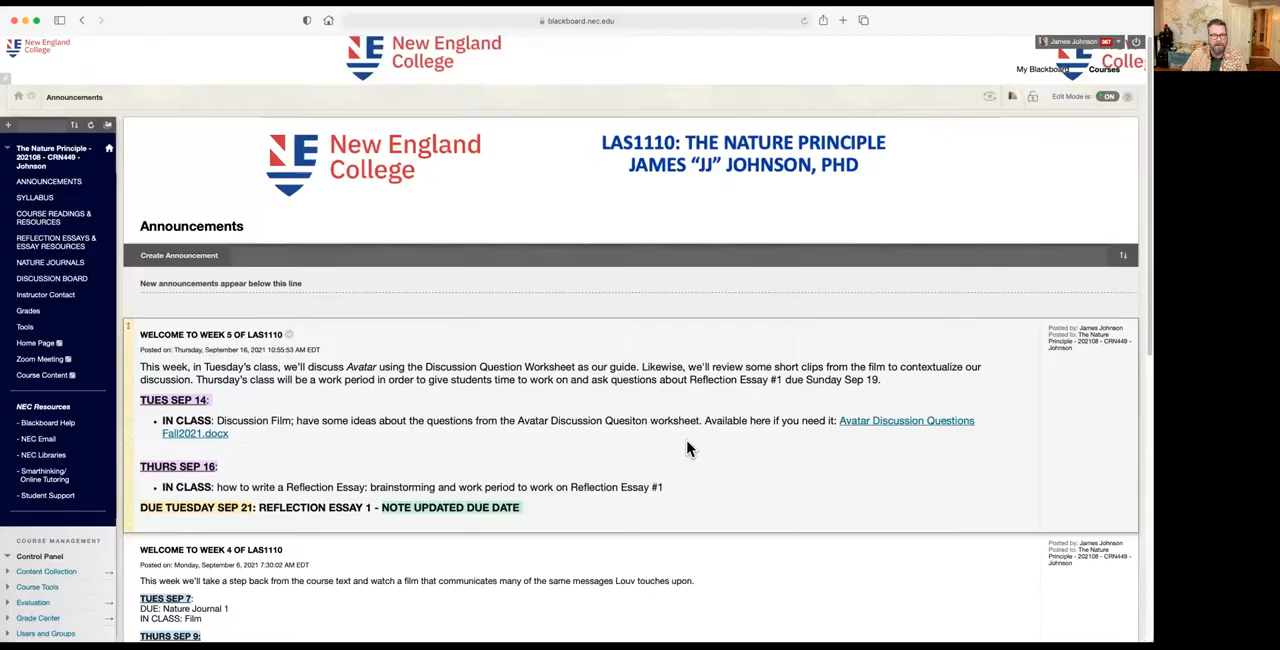 blackboard.nec.edu
New England
College
New England
College
James Johnson 367
My Blackboard
Courses
Colle
Announcements
Edit Mode is: ON ?
The Nature Principle -
202108 - CRN449 -
Johnson
ANNOUNCEMENTS
SYLLABUS
COURSE READINGS &
RESOURCES
REFLECTION ESSAYS &
ESSAY RESOURCES
NATURE JOURNALS
DISCUSSION BOARD
Instructor Contact
Grades
Tools
Home Page
Zoom Meeting
Course Content
NEC Resources
- Blackboard Help
- NEC Email
- NEC Libraries
- Smarthinking/
Online Tutoring
- Student Support
COURSE MANAGEMENT
Control Panel
Content Collection
Course Tools
Evaluation
Grade Center
Users and Groups
New England
College
LAS1110: THE NATURE PRINCIPLE
JAMES “JJ” JOHNSON, PHD
Announcements
Create Announcement
New announcements appear below this line
WELCOME TO WEEK 5 OF LAS1110
Posted on: Thursday, September 16, 2021 10:55:53 AM EDT
This week, in Tuesday's class, we'll discuss Avatar using the Discussion Question Worksheet as our guide. Likewise, we'll review some short clips from the film to contextualize our
discussion. Thursday's class will be a work period in order to give students time to work on and ask questions about Reflection Essay #1 due Sunday Sep 19.
TUES SEP 14:
• IN CLASS: Discussion Film; have some ideas about the questions from the Avatar Discussion Quesiton worksheet. Available here if you need it: Avatar Discussion Questions
Fall2021.docx
THURS SEP 16:
• IN CLASS: how to write a Reflection Essay: brainstorming and work period to work on Reflection Essay #1
DUE TUESDAY SEP 21: REFLECTION ESSAY 1 - NOTE UPDATED DUE DATE
Posted by: James Johnson
Posted to: The Nature
Principle - 202108 - CRN449 -
Johnson
WELCOME TO WEEK 4 OF LAS1110
Posted on: Monday, September 6, 2021 7:30:02 AM EDT
This week we'll take a step back from the course text and watch a film that communicates many of the same messages Louv touches upon.
TUES SEP 7:
DUE: Nature Journal 1
IN CLASS: Film
THURS SEP 9:
Posted by: James Johnson
Posted to: The Nature
Principle - 202108 - CRN449 -
Johnson